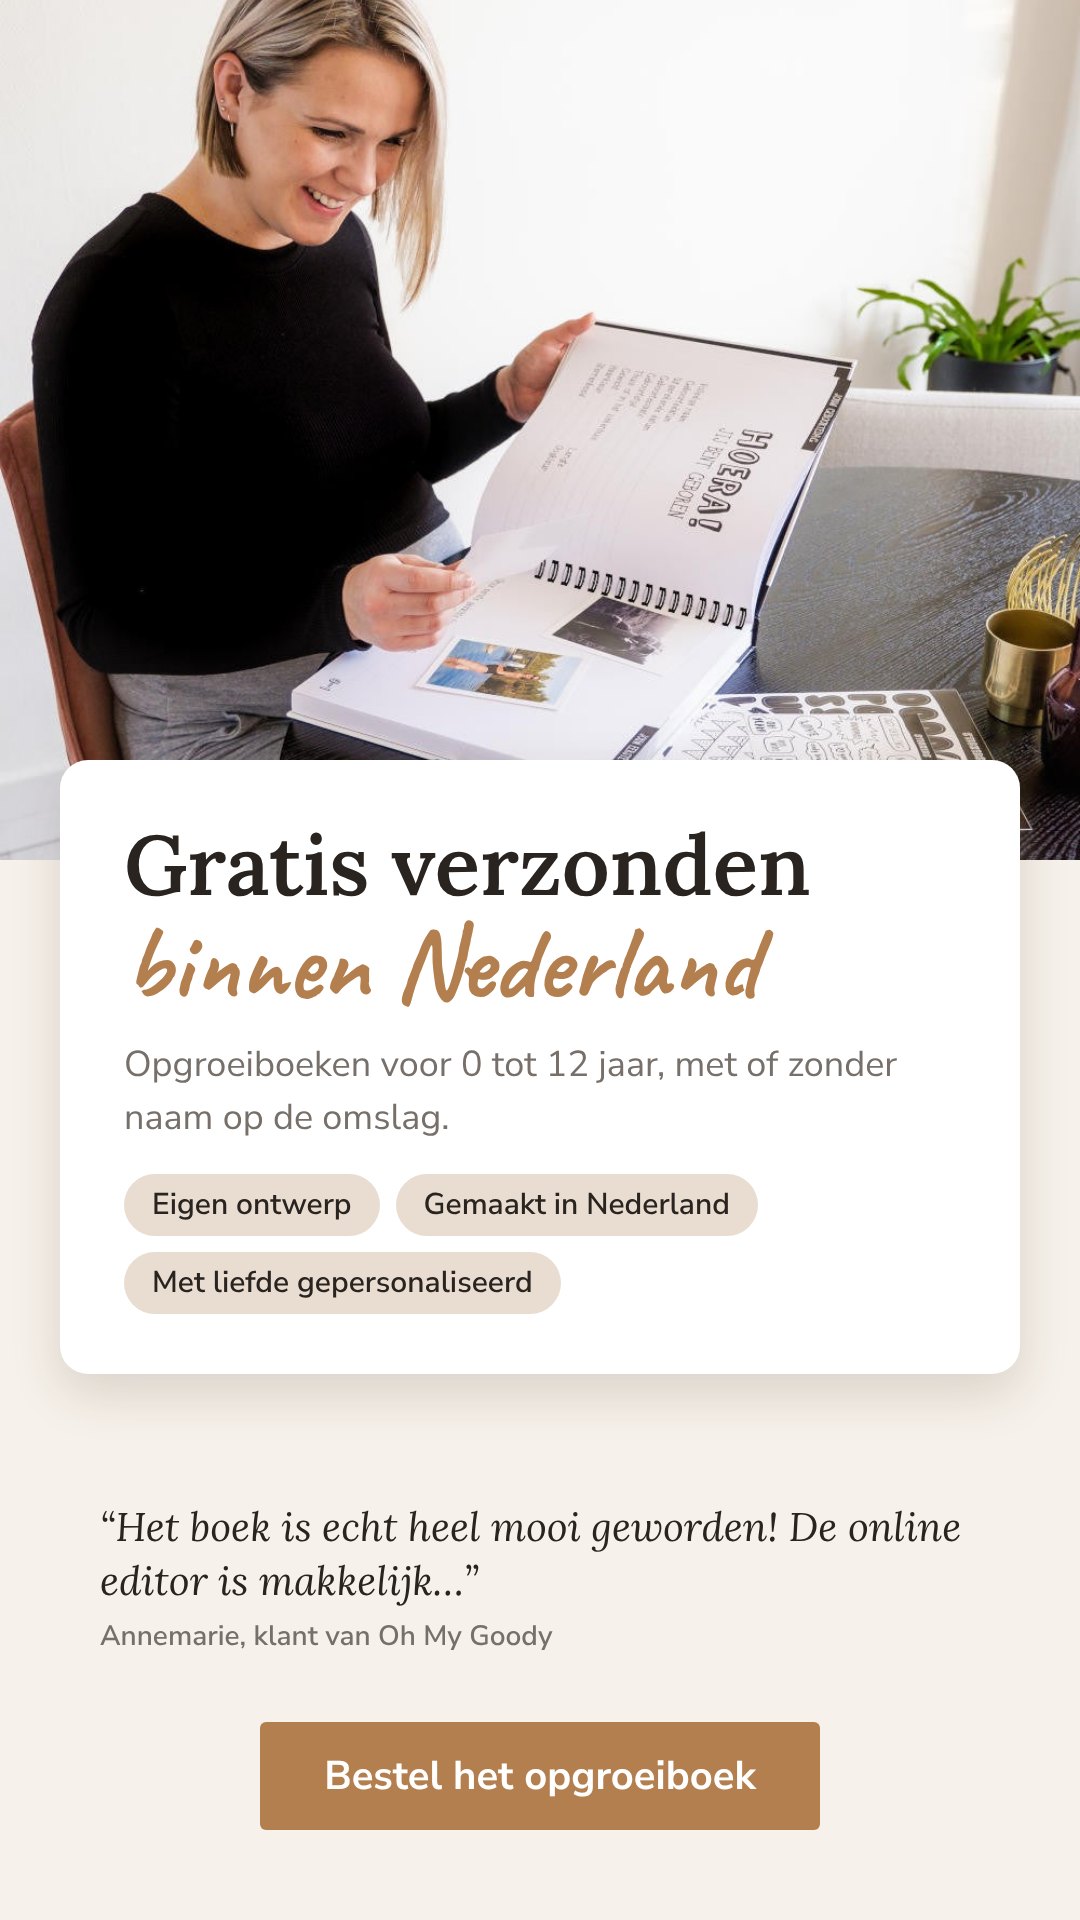 HOERA!
JIJ BENT GEBOREN
Gratis verzonden
binnen Nederland
Opgroeiboeken voor 0 tot 12 jaar, met of zonder
naam op de omslag.
Eigen ontwerp
Gemaakt in Nederland
Met liefde gepersonaliseerd
“Het boek is echt heel mooi geworden! De online
editor is makkelijk...”
Annemarie, klant van Oh My Goody
Bestel het opgroeiboek